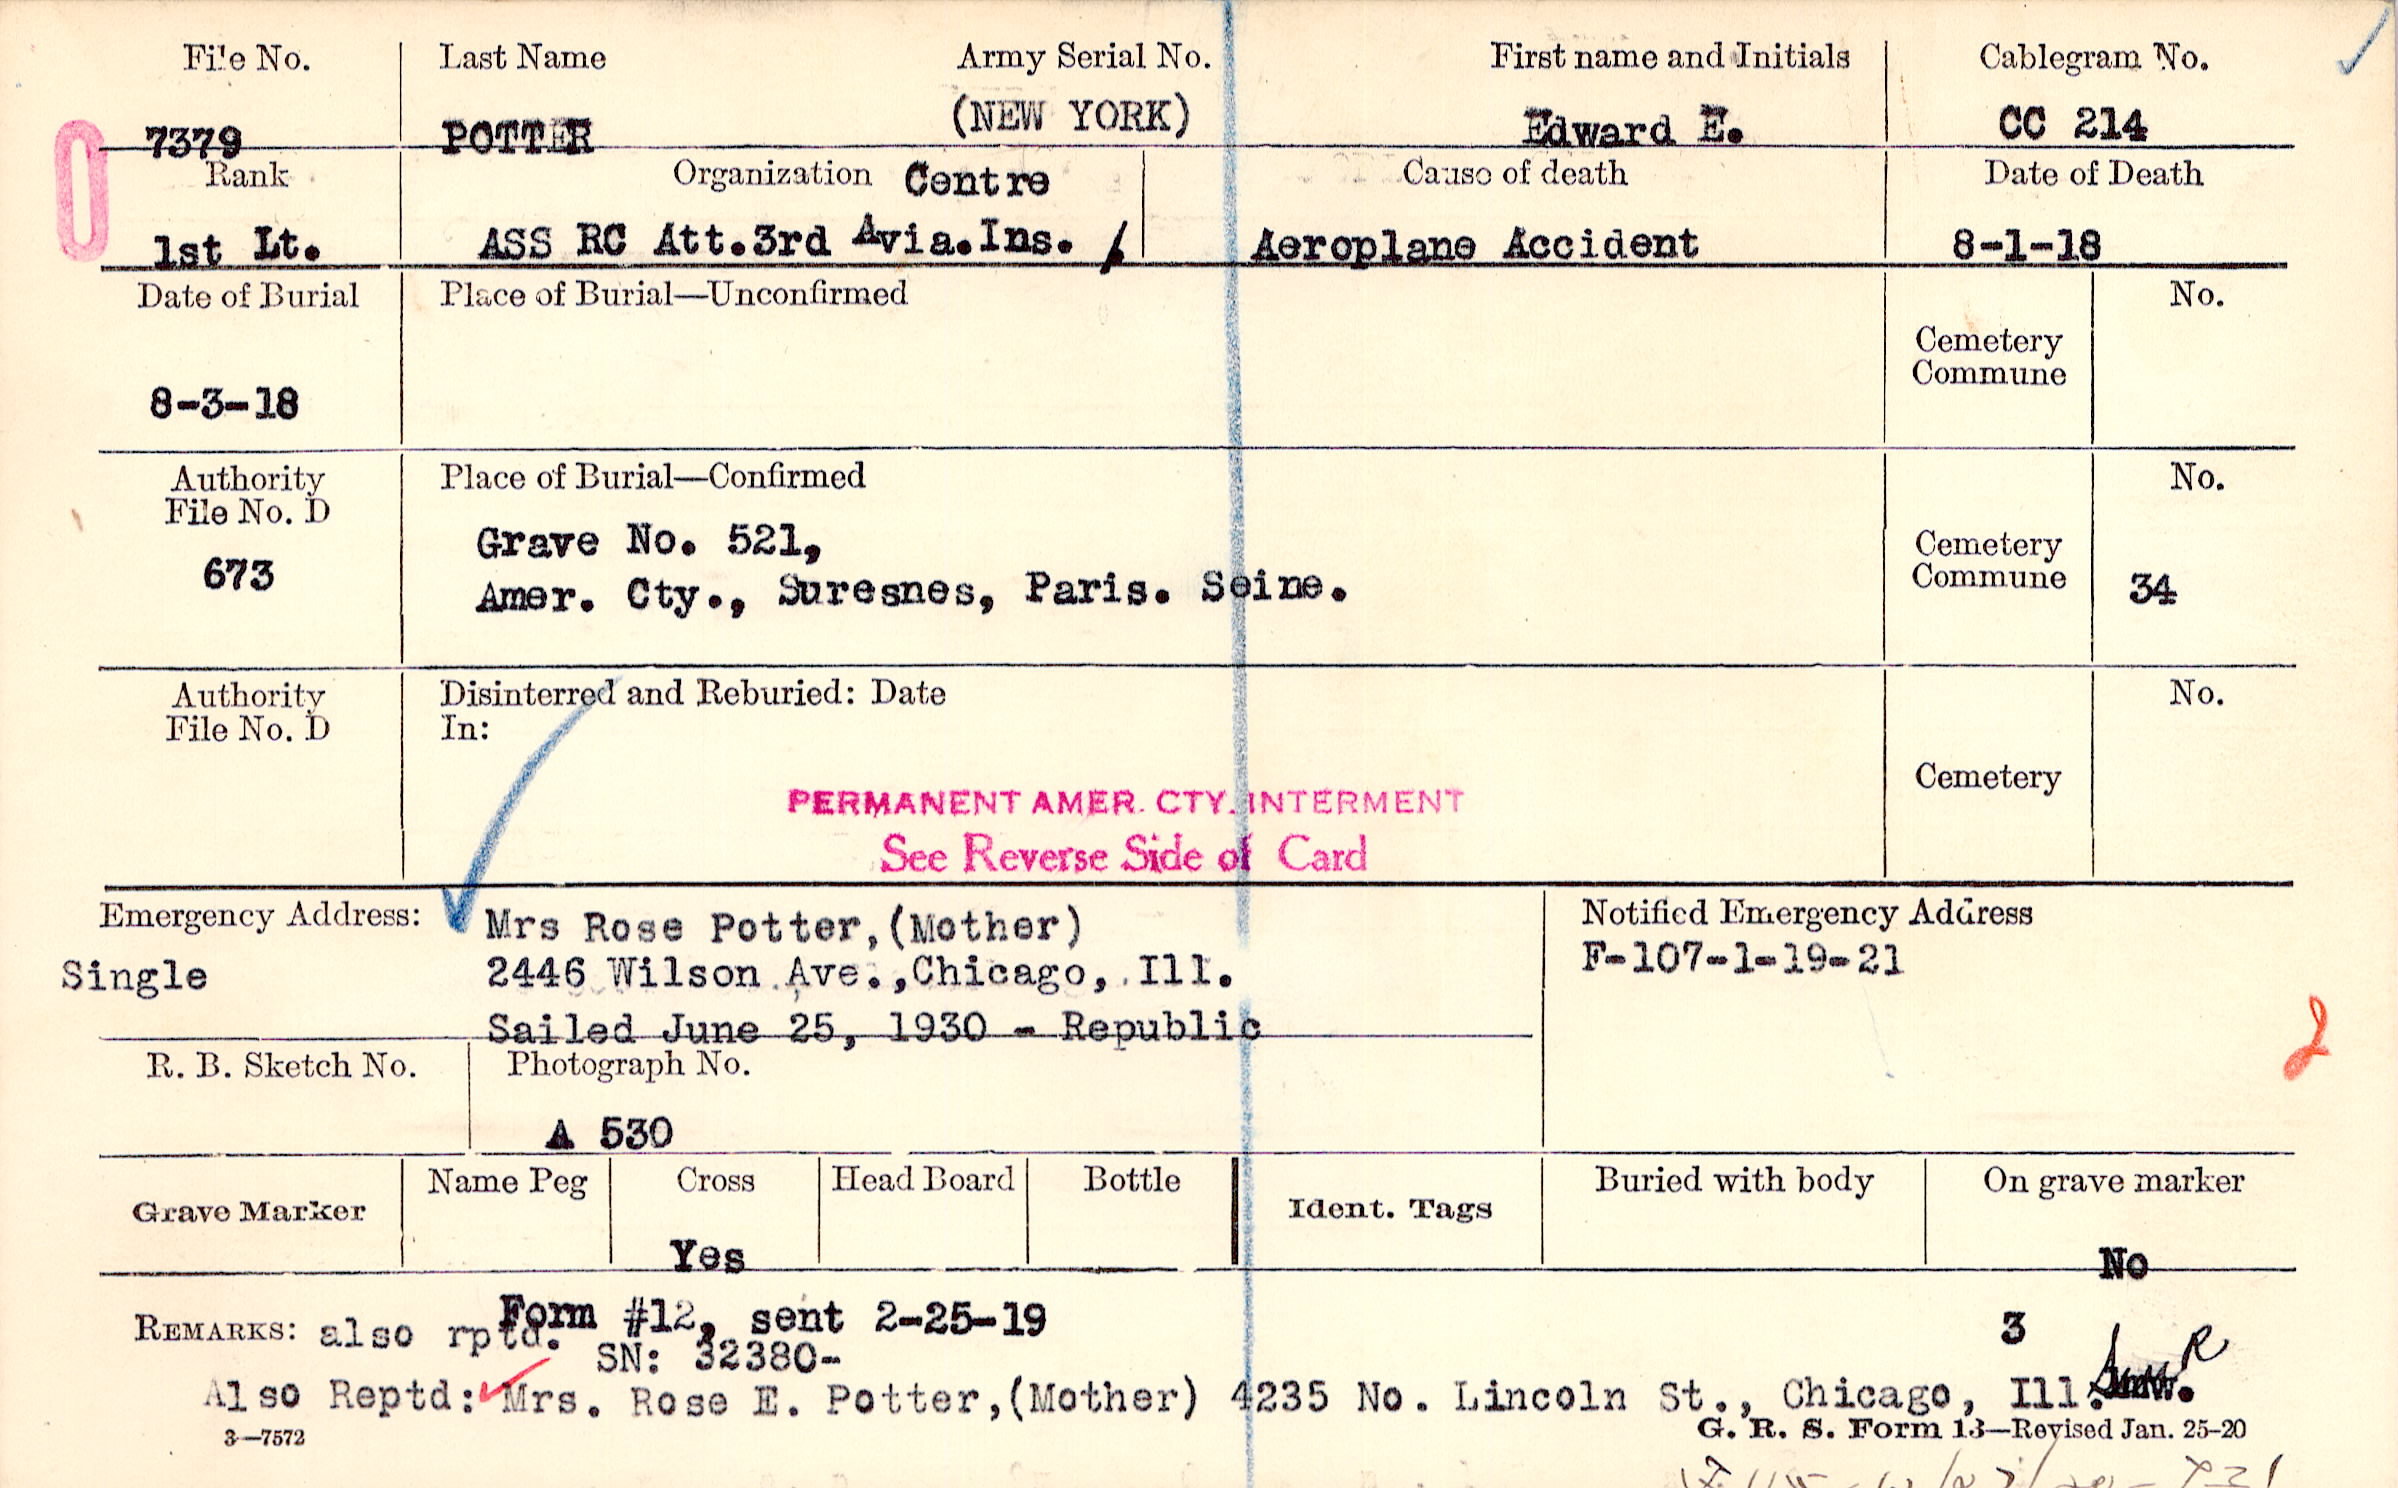 File No. Last Name Army Serial No. First name and Initials Cablegram No.
7379 POTTER (NEW YORK) Edward E. CC 214
Rank Organization Centre Cause of death Date of Death
1st Lt. ASS RC Att.3rd Avia.Ins. Aeroplane Accident 8-1-18
Date of Burial Place of Burial—Unconfirmed No.
Cemetery
Commune
8-3-18
Authority Place of Burial—Confirmed No.
File No. D
Grave No. 521,
673 Cemetery
Amer. Cty., Suresnes, Paris. Seine. Commune 34
Authority Disinterred and Reburied: Date No.
File No. D In:
Cemetery
PERMANENT AMER. CTY. INTERMENT
See Reverse Side of Card
Emergency Address: Mrs Rose Potter,(Mother) Notified Emergency Address
Single 2446 Wilson Ave.,Chicago, Ill. F-107-1-19-21
Sailed June 25, 1930 - Republic
2
R. B. Sketch No. Photograph No.
A 530
Grave Marker Name Peg Cross Head Board Bottle Ident. Tags Buried with body On grave marker
Yes No
Form #12, sent 2-25-19 3
REMARKS: also rptd. SN: 32380-
Also Reptd: Mrs. Rose E. Potter,(Mother) 4235 No. Lincoln St., Chicago, Ill.
3—7572 G. R. S. Form 13—Revised Jan. 25-20